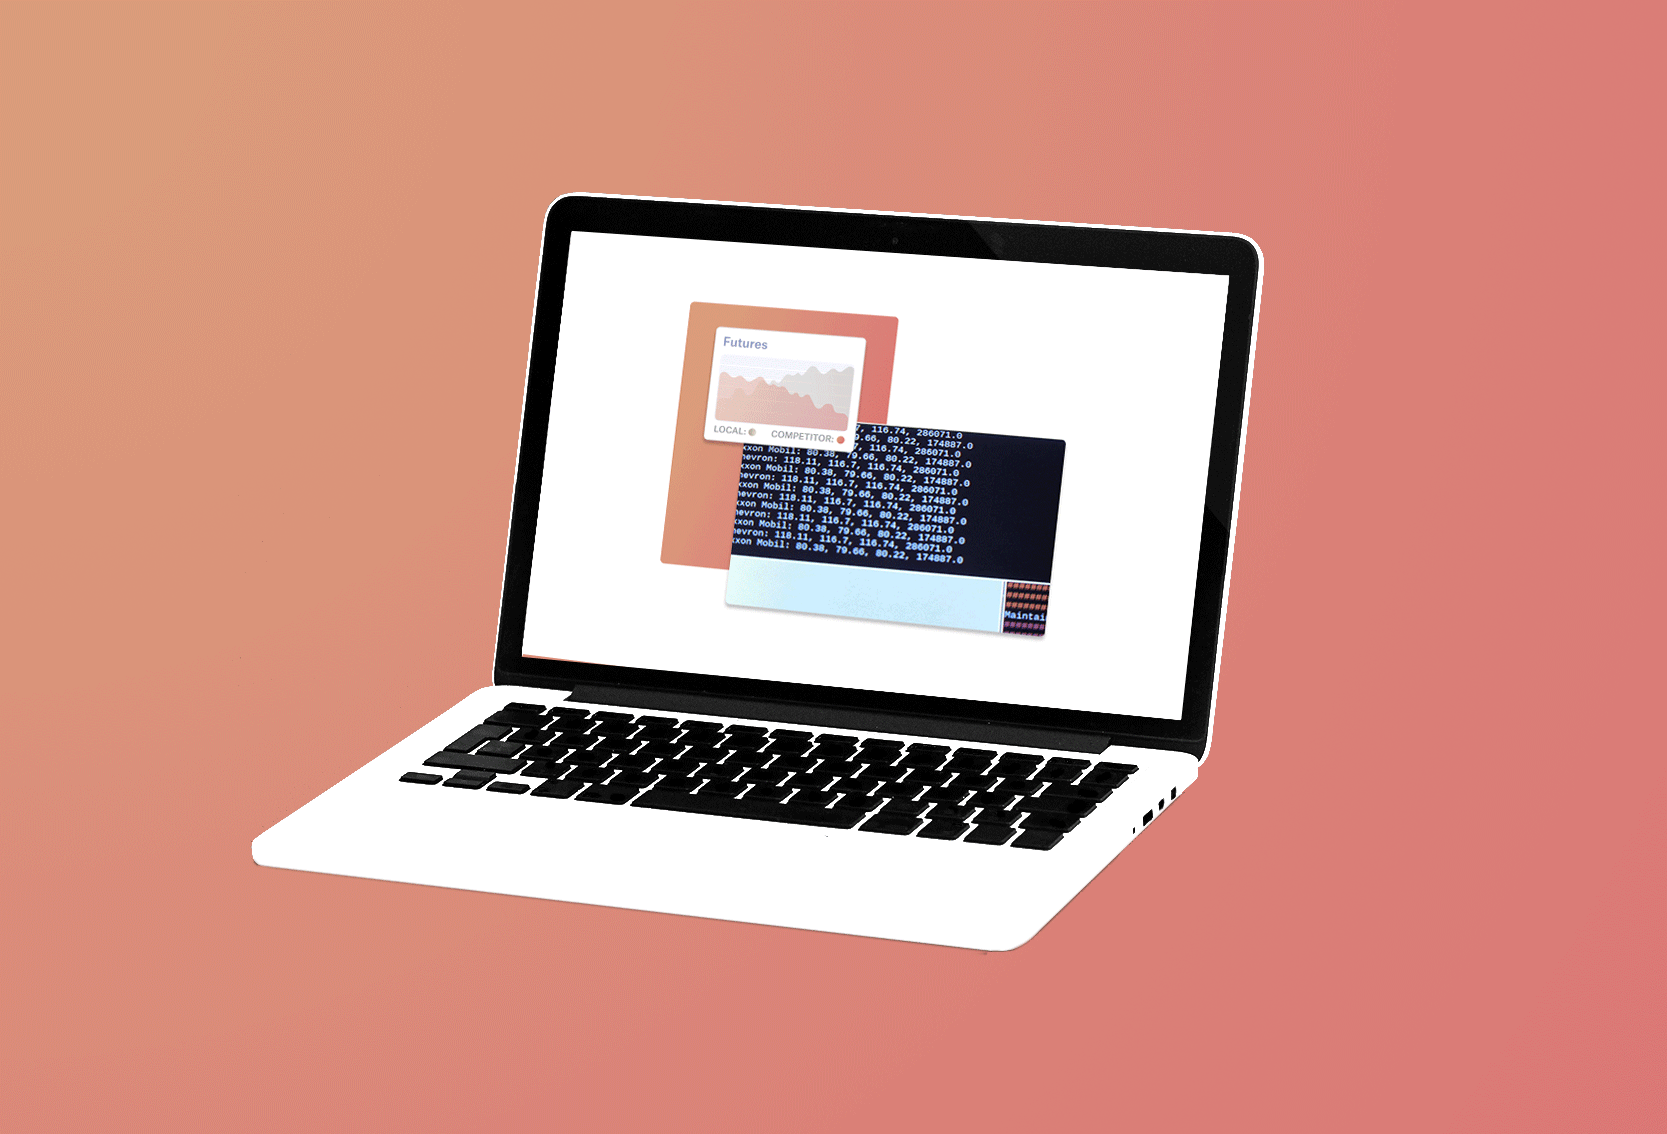 Futures
LOCAL: COMPETITOR:
7, 116.74, 286071.0
9.66, 80.22, 174887.0
xxon Mobil: 80.38, 79.66, 80.22, 174887.0
hevron: 118.11, 116.7, 116.74, 286071.0
xxon Mobil: 80.38, 79.66, 80.22, 174887.0
hevron: 118.11, 116.7, 116.74, 286071.0
xxon Mobil: 80.38, 79.66, 80.22, 174887.0
hevron: 118.11, 116.7, 116.74, 286071.0
xxon Mobil: 80.38, 79.66, 80.22, 174887.0
hevron: 118.11, 116.7, 116.74, 286071.0
xxon Mobil: 80.38, 79.66, 80.22, 174887.0
hevron: 118.11, 116.7, 116.74, 286071.0
xxon Mobil: 80.38, 79.66, 80.22, 174887.0
######
######
######
Maintai
######